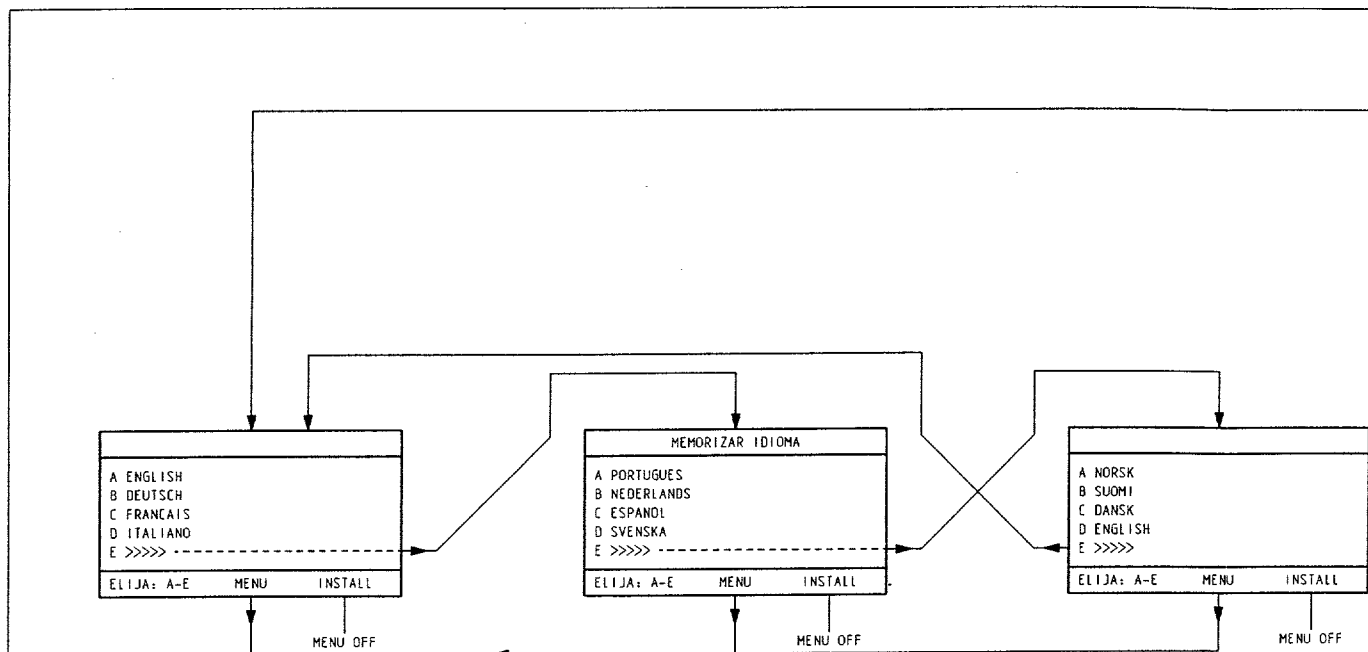 A ENGLISH
B DEUTSCH
C FRANCAIS
D ITALIANO
E >>>>>
ELIJA: A-E MENU INSTALL
MENU OFF
MEMORIZAR IDIOMA
A PORTUGUES
B NEDERLANDS
C ESPANOL
D SVENSKA
E >>>>>
ELIJA: A-E MENU INSTALL
MENU OFF
A NORSK
B SUOMI
C DANSK
D ENGLISH
E >>>>>
ELIJA: A-E MENU INSTALL
MENU OFF